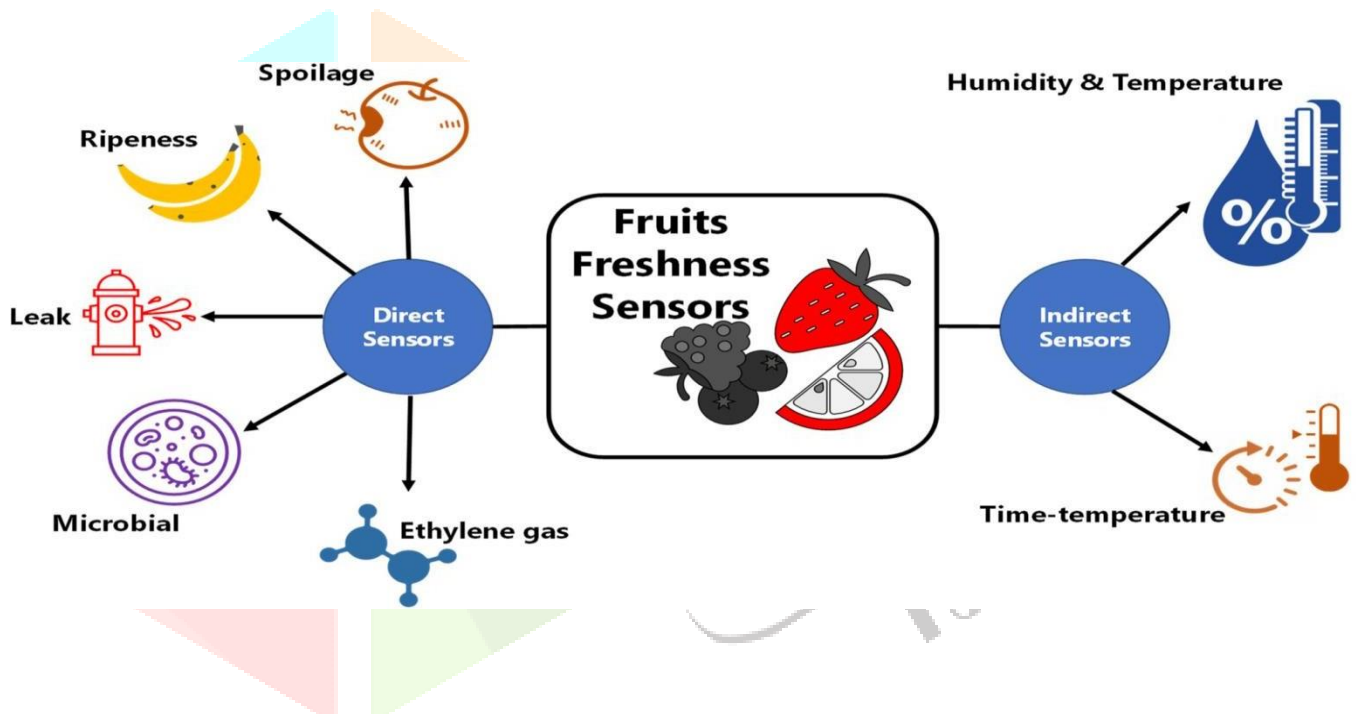 Spoilage
Ripeness
Leak
Microbial
Ethylene gas
Direct
Sensors
Fruits
Freshness
Sensors
Indirect
Sensors
Humidity & Temperature
%
Time-temperature